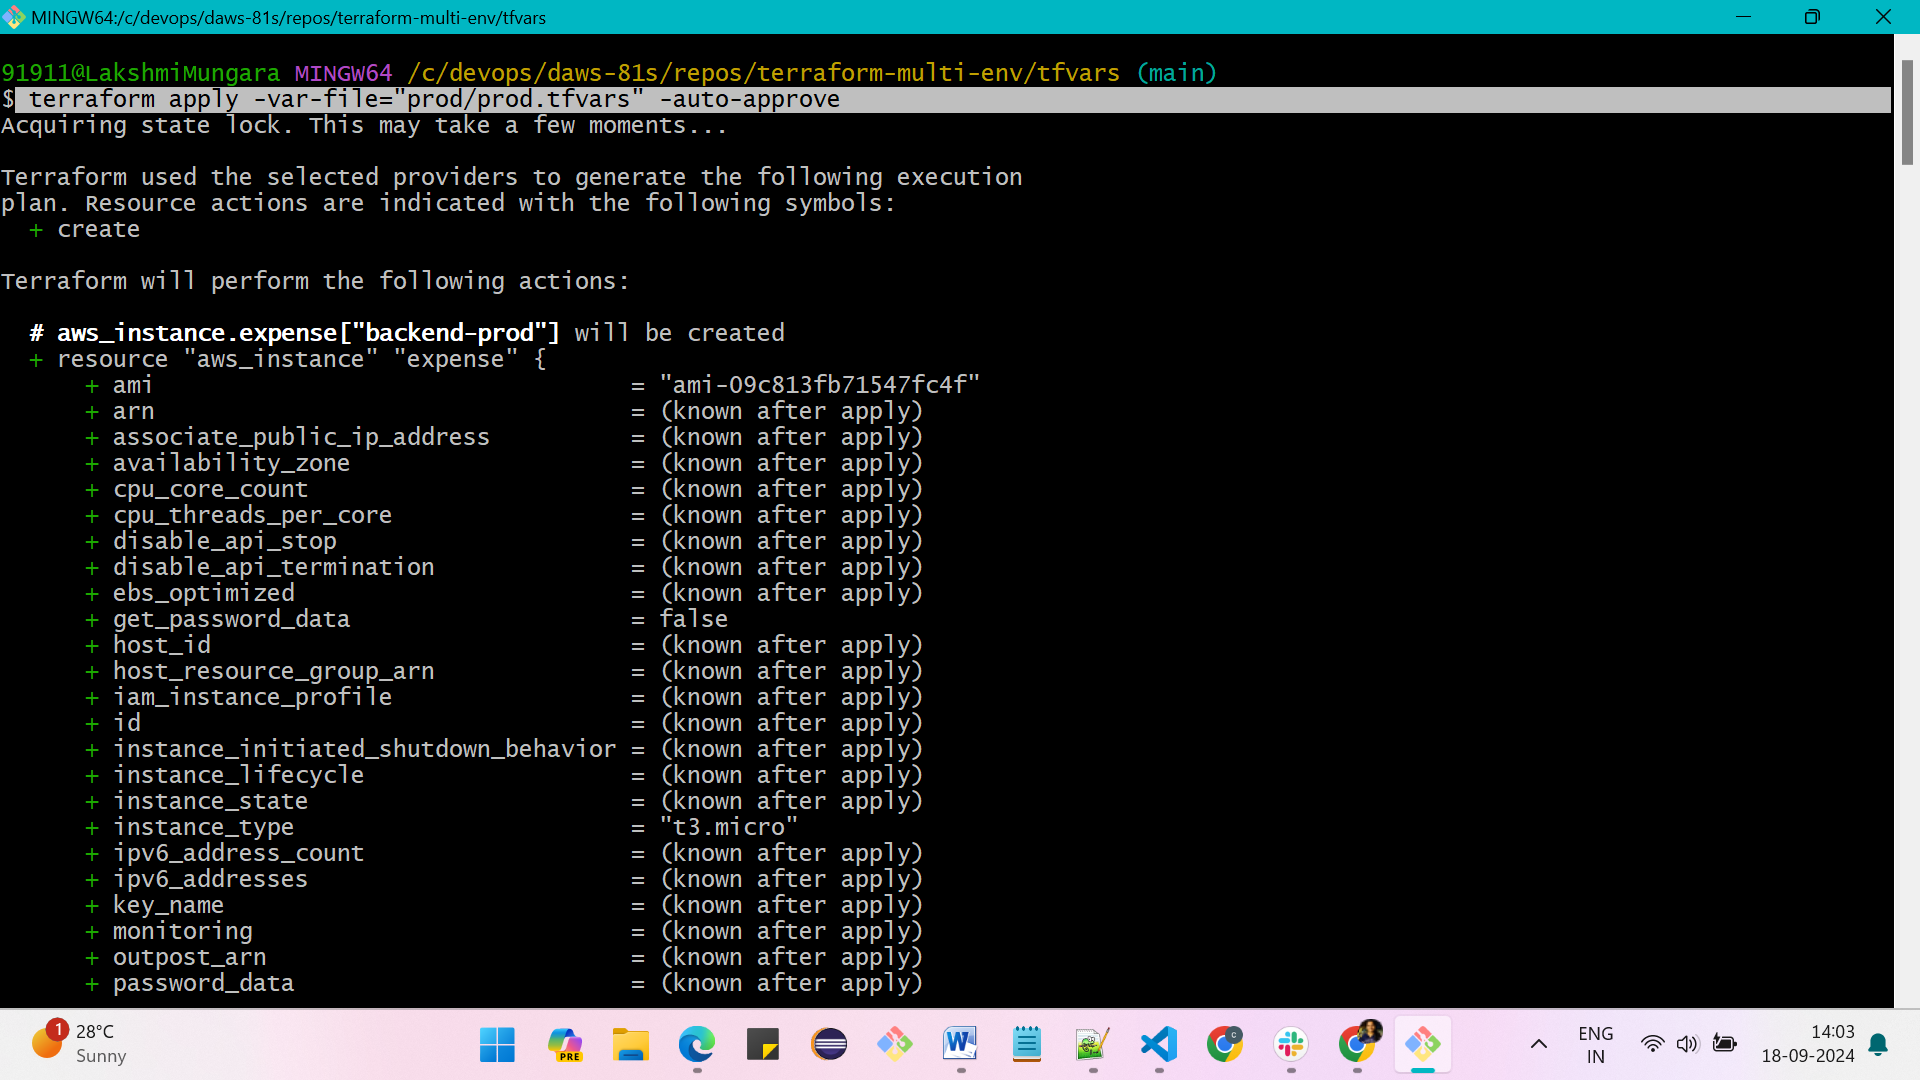 MINGW64:/c/devops/daws-81s/repos/terraform-multi-env/tfvars
91911@LakshmiMungara MINGW64 /c/devops/daws-81s/repos/terraform-multi-env/tfvars (main)
$ terraform apply -var-file="prod/prod.tfvars" -auto-approve
Acquiring state lock. This may take a few moments...
Terraform used the selected providers to generate the following execution
plan. Resource actions are indicated with the following symbols:
+ create
Terraform will perform the following actions:
# aws_instance.expense["backend-prod"] will be created
+ resource "aws_instance" "expense" {
+ ami = "ami-09c813fb71547fc4f"
+ arn = (known after apply)
+ associate_public_ip_address = (known after apply)
+ availability_zone = (known after apply)
+ cpu_core_count = (known after apply)
+ cpu_threads_per_core = (known after apply)
+ disable_api_stop = (known after apply)
+ disable_api_termination = (known after apply)
+ ebs_optimized = (known after apply)
+ get_password_data = false
+ host_id = (known after apply)
+ host_resource_group_arn = (known after apply)
+ iam_instance_profile = (known after apply)
+ id = (known after apply)
+ instance_initiated_shutdown_behavior = (known after apply)
+ instance_lifecycle = (known after apply)
+ instance_state = (known after apply)
+ instance_type = "t3.micro"
+ ipv6_address_count = (known after apply)
+ ipv6_addresses = (known after apply)
+ key_name = (known after apply)
+ monitoring = (known after apply)
+ outpost_arn = (known after apply)
+ password_data = (known after apply)
1
28°C
Sunny
PRE
W
C
ENG
IN
14:03
18-09-2024